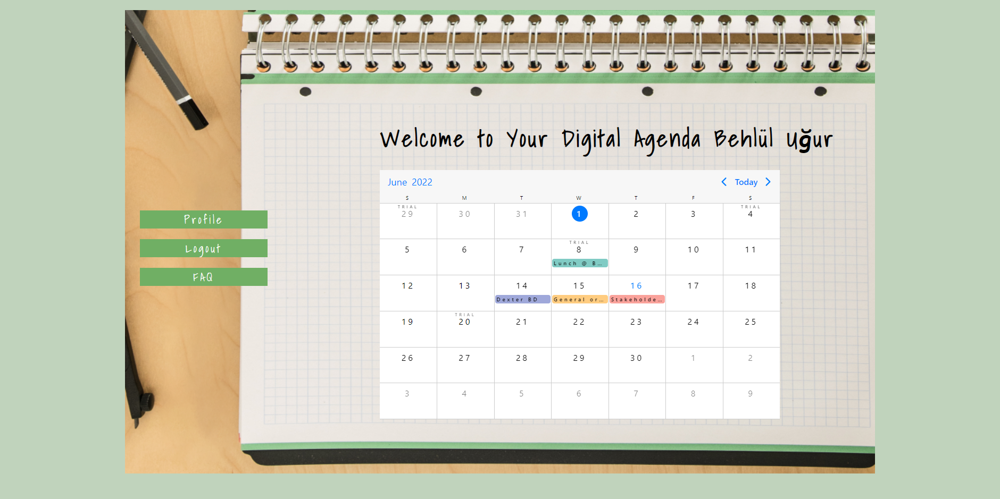 Welcome to Your Digital Agenda Behlül Uğur
June 2022
Today
S M T W T F S
TRIAL TRIAL
29 30 31 1 2 3 4
TRIAL
5 6 7 8 9 10 11
Lunch @ B...
12 13 14 15 16 17 18
Dexter BD General or... Stakeholde...
TRIAL
19 20 21 22 23 24 25
26 27 28 29 30 1 2
3 4 5 6 7 8 9
Profile
Logout
FAQ